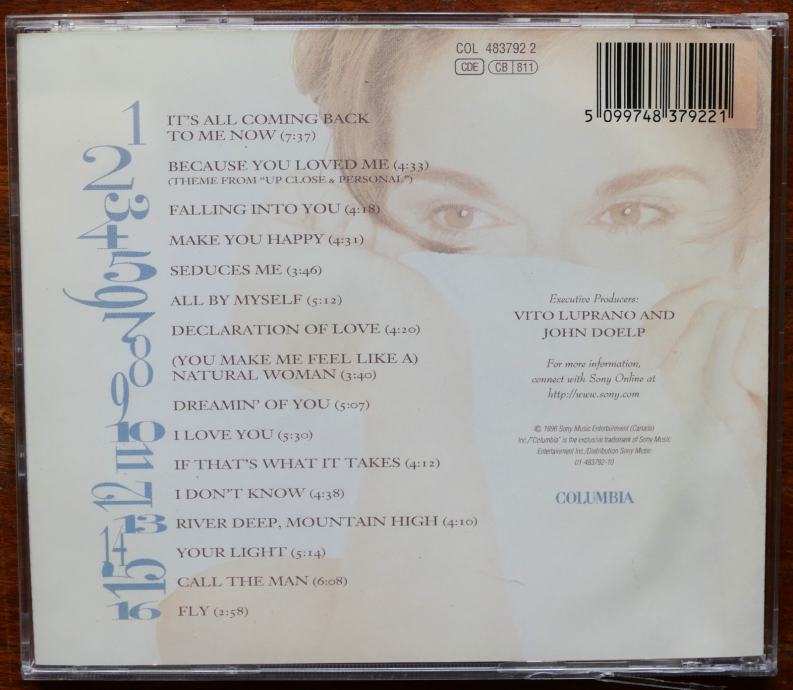 COL 483792 2
CDE CB 811
5 099748 379221
1 IT'S ALL COMING BACK
TO ME NOW (7:37)
2 BECAUSE YOU LOVED ME (4:33)
(THEME FROM "UP CLOSE & PERSONAL")
3 FALLING INTO YOU (4:18)
4 MAKE YOU HAPPY (4:31)
5 SEDUCES ME (3:46)
6 ALL BY MYSELF (5:12)
7 DECLARATION OF LOVE (4:20)
8 (YOU MAKE ME FEEL LIKE A)
NATURAL WOMAN (3:40)
9 DREAMIN' OF YOU (5:07)
10 I LOVE YOU (5:30)
11 IF THAT'S WHAT IT TAKES (4:12)
12 I DON'T KNOW (4:38)
13 RIVER DEEP, MOUNTAIN HIGH (4:10)
14 YOUR LIGHT (5:14)
15 CALL THE MAN (6:08)
16 FLY (2:58)
Executive Producers:
VITO LUPRANO AND
JOHN DOELP
For more information,
connect with Sony Online at
http://www.sony.com
© 1996 Sony Music Entertainment (Canada)
Inc./"Columbia" is the exclusive trademark of Sony Music
Entertainment Inc./Distribution Sony Music
01-483792-10
COLUMBIA